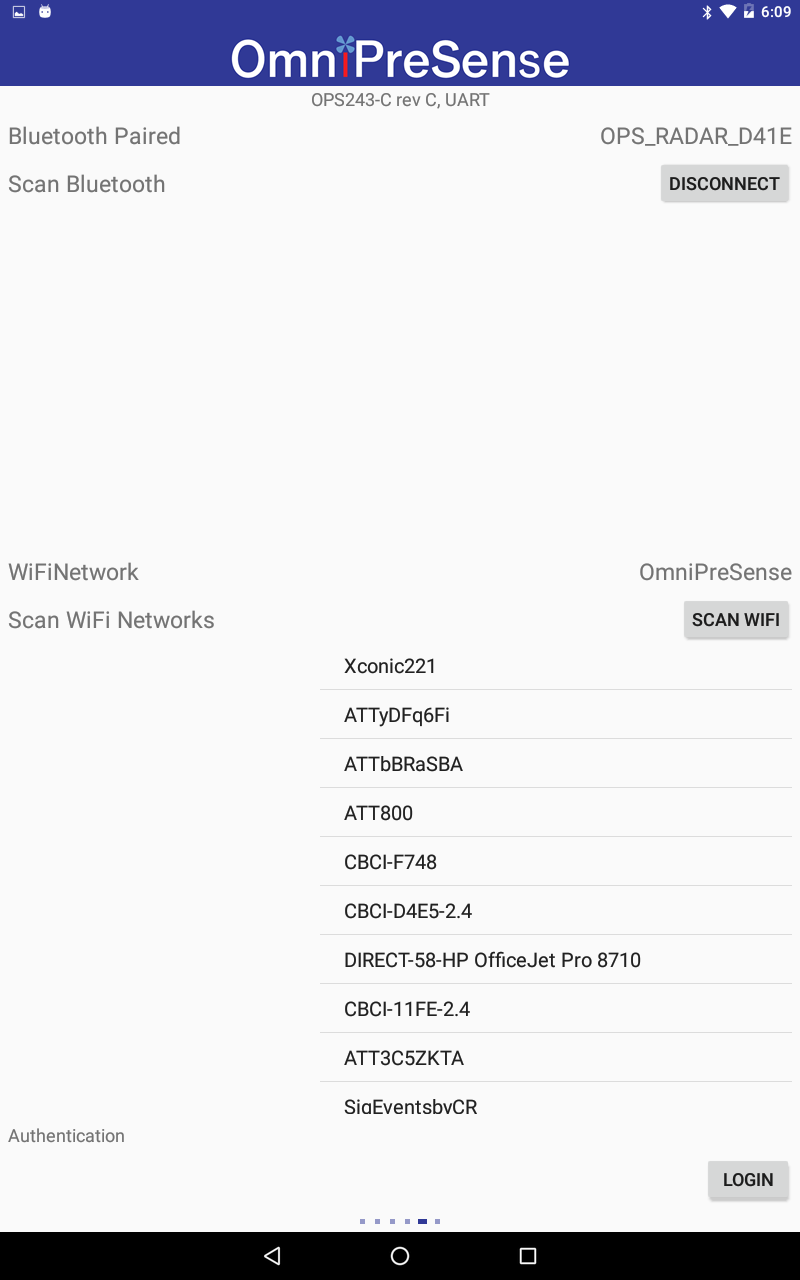 6:09
OmniPreSense
OPS243-C rev C, UART
Bluetooth Paired OPS_RADAR_D41E
Scan Bluetooth DISCONNECT
WiFiNetwork OmniPreSense
Scan WiFi Networks SCAN WIFI
Xconic221
ATTyDFq6Fi
ATTbBRaSBA
ATT800
CBCI-F748
CBCI-D4E5-2.4
DIRECT-58-HP OfficeJet Pro 8710
CBCI-11FE-2.4
ATT3C5ZKTA
SigEventsbyCR
Authentication
LOGIN